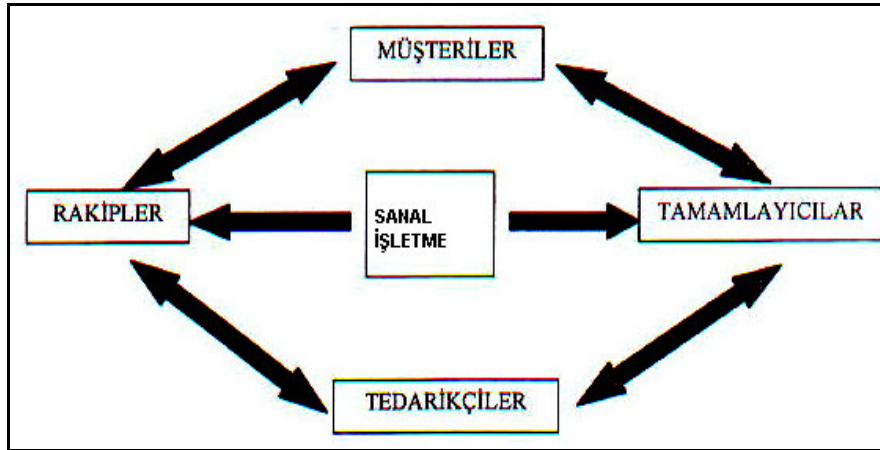 MÜŞTERİLER
RAKİPLER
SANAL
İŞLETME
TAMAMLAYICILAR
TEDARİKÇİLER